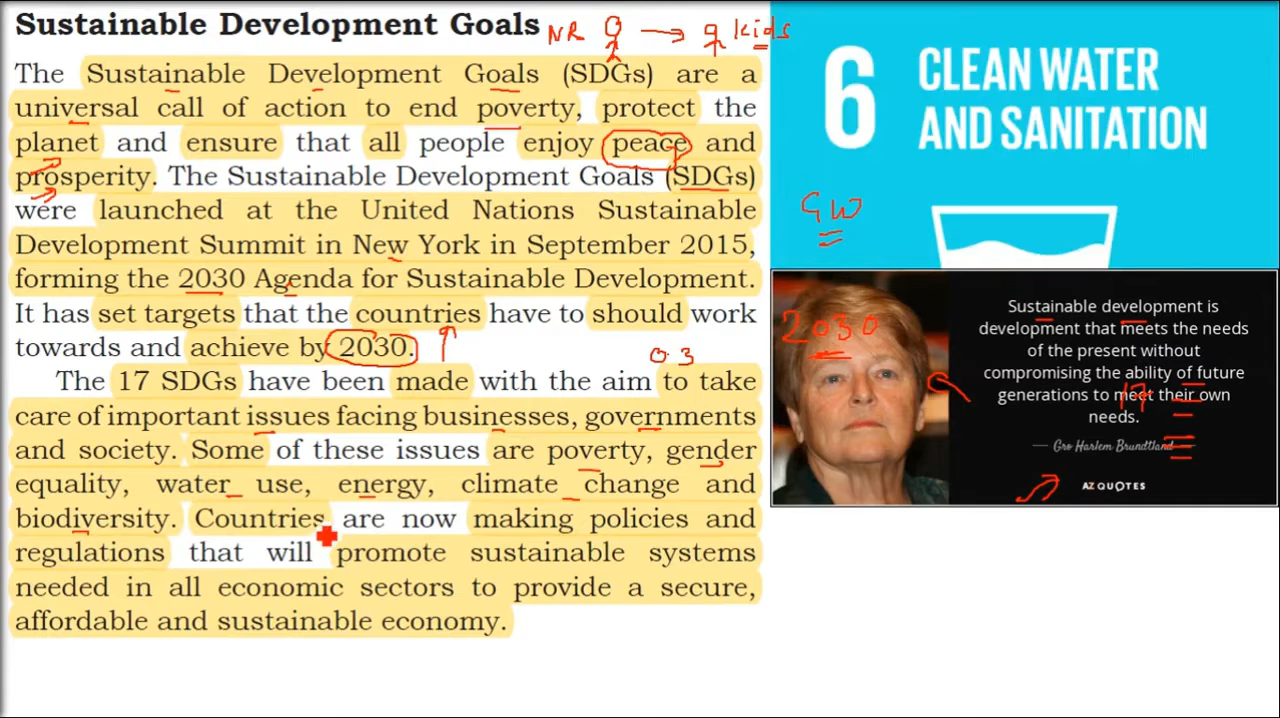 Sustainable Development Goals
NR → kids
The Sustainable Development Goals (SDGs) are a
universal call of action to end poverty, protect the
planet and ensure that all people enjoy peace and
prosperity. The Sustainable Development Goals (SDGs)
were launched at the United Nations Sustainable
Development Summit in New York in September 2015,
forming the 2030 Agenda for Sustainable Development.
It has set targets that the countries have to should work
towards and achieve by 2030.
0.3
The 17 SDGs have been made with the aim to take
care of important issues facing businesses, governments
and society. Some of these issues are poverty, gender
equality, water use, energy, climate change and
biodiversity. Countries are now making policies and
regulations that will promote sustainable systems
needed in all economic sectors to provide a secure,
affordable and sustainable economy.
6 CLEAN WATER
AND SANITATION
GW
2030
Sustainable development is
development that meets the needs
of the present without
compromising the ability of future
generations to meet their own
needs.
17
— Gro Harlem Brundtland —
AZ QUOTES